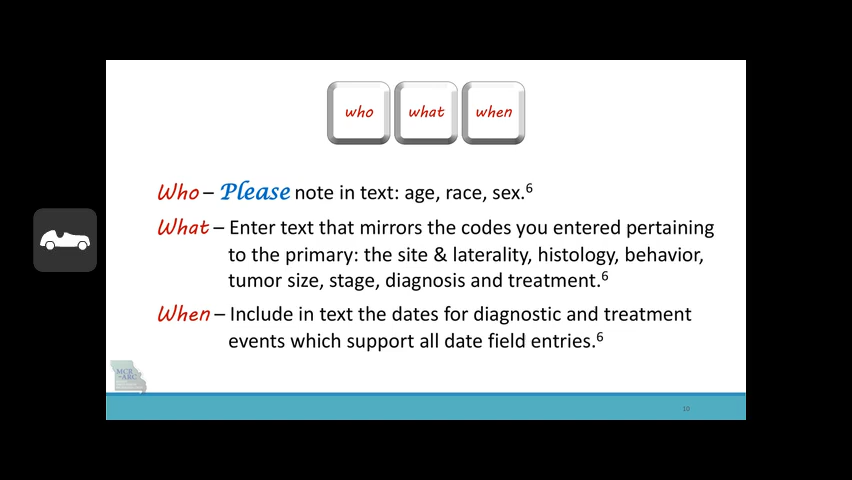 who what when
Who – Please note in text: age, race, sex.6
What – Enter text that mirrors the codes you entered pertaining
to the primary: the site & laterality, histology, behavior,
tumor size, stage, diagnosis and treatment.6
When – Include in text the dates for diagnostic and treatment
events which support all date field entries.6
MCR
ARC
10